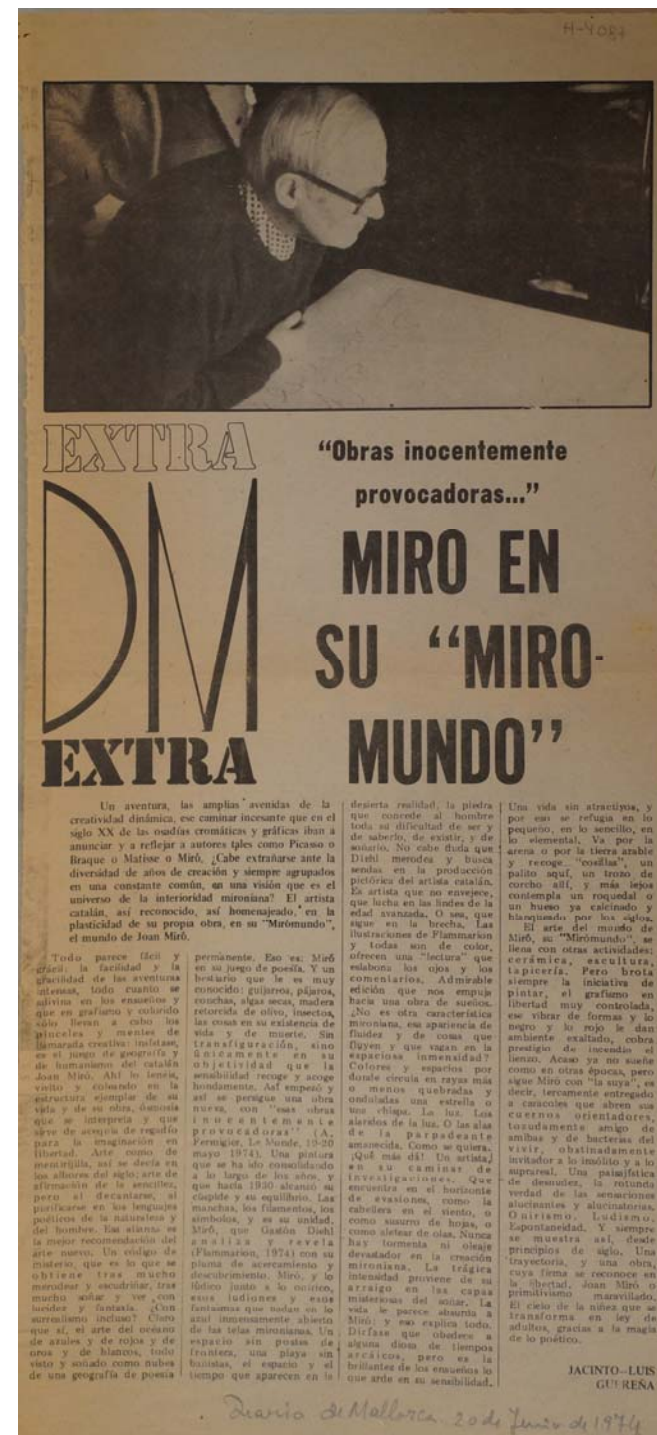 H-4087
EXTRA
DM
EXTRA
"Obras inocentemente
provocadoras..."
MIRO EN
SU "MIRO-
MUNDO"
Un aventura, las amplias avenidas de la
creatividad dinámica, ese caminar incesante que en el
siglo XX de las osadías cromáticas y gráficas iban a
anunciar y a reflejar a autores tales como Picasso o
Braque o Matisse o Miró, ¿Cabe extrañarse ante la
diversidad de años de creación y siempre agrupados
en una constante común, en una visión que es el
universo de la interioridad mironiana? El artista
catalán, así reconocido, así homenajeado, en la
plasticidad de su propia obra, en su "Mirómundo",
el mundo de Joan Miró.
Todo parece fácil y
grácil: la facilidad y la
gracilidad de las aventuras
intensas, todo cuanto se
adivina en los ensueños y
que en grafismo y colorido
sólo llevan a cabo los
pinceles y mentes de
llamarada creativa: insístase,
es el juego de geografía y
de humanismo del catalán
Joan Miró. Ahí lo tenéis,
visto y coloando en la
estructura ejemplar de su
vida y de su obra, ósmosis
que se interpreta y que
sirve de acequia de regadío
para la imaginación en
libertad. Arte como de
mentirijilla, así se decía en
los albores del siglo; arte de
afirmación de la sencillez,
pero al decantarse, al
purificarse en los lenguajes
poéticos de la naturaleza y
del hombre. Esa alianza es
la mejor recomendación del
arte nuevo. Un código de
misterio, que es lo que se
obtiene tras mucho
merodear y escudriñar, tras
mucho soñar y ver con
lucidez y fantasía. ¿Con
surrealismo incluso? Claro
que sí, el arte del océano
de azules y de rojos y de
oros y de blancos, todo
visto y soñado como nubes
de una geografía de poesía
permanente. Eso es: Miró
en su juego de poesía. Y un
bestiario que le es muy
conocido: guijarros, pájaros,
conchas, algas secas, madera
retorcida de olivo, insectos,
las cosas en su existencia de
vida y de muerte. Sin
transfiguración, sino
únicamente en su
objetividad que la
sensibilidad recoge y acoge
hondamente. Así empezó y
así se persigue una obra
nueva, con "esas obras
inocentemente
provocadoras" (A.
Fermigier, Le Monde, 19-20
mayo 1974). Una pintura
que se ha ido consolidando
a lo largo de los años, y
que hacia 1930 alcanzó su
cúspide y su equilibrio. Las
manchas, los filamentos, los
símbolos, y es su unidad.
Miró, que Gastón Diehl
analiza y revela
(Flammarion, 1974) con su
pluma de acercamiento y
descubrimiento. Miró, y lo
lúdico junto a lo onírico,
esos ludiones y esos
fantasmas que nadan en lo
azul inmensamente abierto
de las telas mironianas. Un
espacio sin postas de
frontera, una playa sin
bañistas, el espacio y el
tiempo que aparecen en la
desierta realidad, la piedra
que concede al hombre
toda su dificultad de ser y
de saberlo, de existir, y de
soñarlo. No cabe duda que
Diehl merodea y busca
sendas en la producción
pictórica del artista catalán.
Es artista que no envejece,
que lucha en las lindes de la
edad avanzada. O sea, que
sigue en la brecha, Las
ilustraciones de Flammarion
y todas son de color,
ofrecen una "lectura" que
eslabona los ojos y los
comentarios. Admirable
edición que nos empuja
hacia una obra de sueños.
¿No es otra característica
mironiana, esa apariencia de
fluidez y de cosas que
fluyen y que vagan en la
espaciosa inmensidad?
Colores y espacios por
donde circula en rayas más
o menos quebradas y
onduladas una estrella o
una chispa. La luz. Los
alaridos de la luz. O las alas
de la parpadeante
amanecida. Como se quiera.
¡Qué más da! Un artista,
en su caminar de
investigaciones. Que
encuentra en el horizonte
de evasiones, como la
cabellera en el viento, o
como susurro de hojas, o
como aletear de olas. Nunca
hay tormenta ni oleaje
devastador en la creación
mironiana. La trágica
intensidad proviene de su
arraigo en las capas
misteriosas del soñar. La
vida le parece absurda a
Miró; y eso explica todo.
Diríase que obedece a
alguna diosa de tiempos
arcáicos, pero es la
brillantez de los ensueños lo
que arde en su sensibilidad.
Una vida sin atractivos, y
por eso se refugia en lo
pequeño, en lo sencillo, en
lo elemental. Va por la
arena o por la tierra arable
y recoge "cosillas", un
palito aquí, un trozo de
corcho allí, y más lejos
contempla un roquedal o
un hueso ya calcinado y
blanqueado por los siglos.
El arte del mundo de
Miró, su "Mirómundo", se
llena con otras actividades:
cerámica, escultura,
tapicería. Pero brota
siempre la iniciativa de
pintar, el grafismo en
libertad muy controlada,
ese vibrar de formas y lo
negro y lo rojo le dan
ambiente exaltado, cobra
prestigio de incendio el
lienzo. Acaso ya no sueñe
como en otras épocas, pero
sigue Miró con "la suya", es
decir, tercamente entregado
a caracoles que abren sus
cuernos orientadores,
tozudamente amigo de
amibas y de bacterias del
vivir, obstinadamente
invitador a lo insólito y a lo
suprareal. Una paisajística
de desnudez, la rotunda
verdad de las sensaciones
alucinantes y alucinatorias.
Onirismo. Ludismo.
Espontaneidad. Y siempre
se muestra así, desde
principios de siglo. Una
trayectoria, y una obra,
cuya firma se reconoce en
la libertad. Joan Miró o
primitivismo maravillado.
El cielo de la niñez que se
transforma en ley de
adultos, gracias a la magia
de lo poético.
JACINTO-LUIS
GUEREÑA
Diario de Mallorca 20 de Junio de 1974